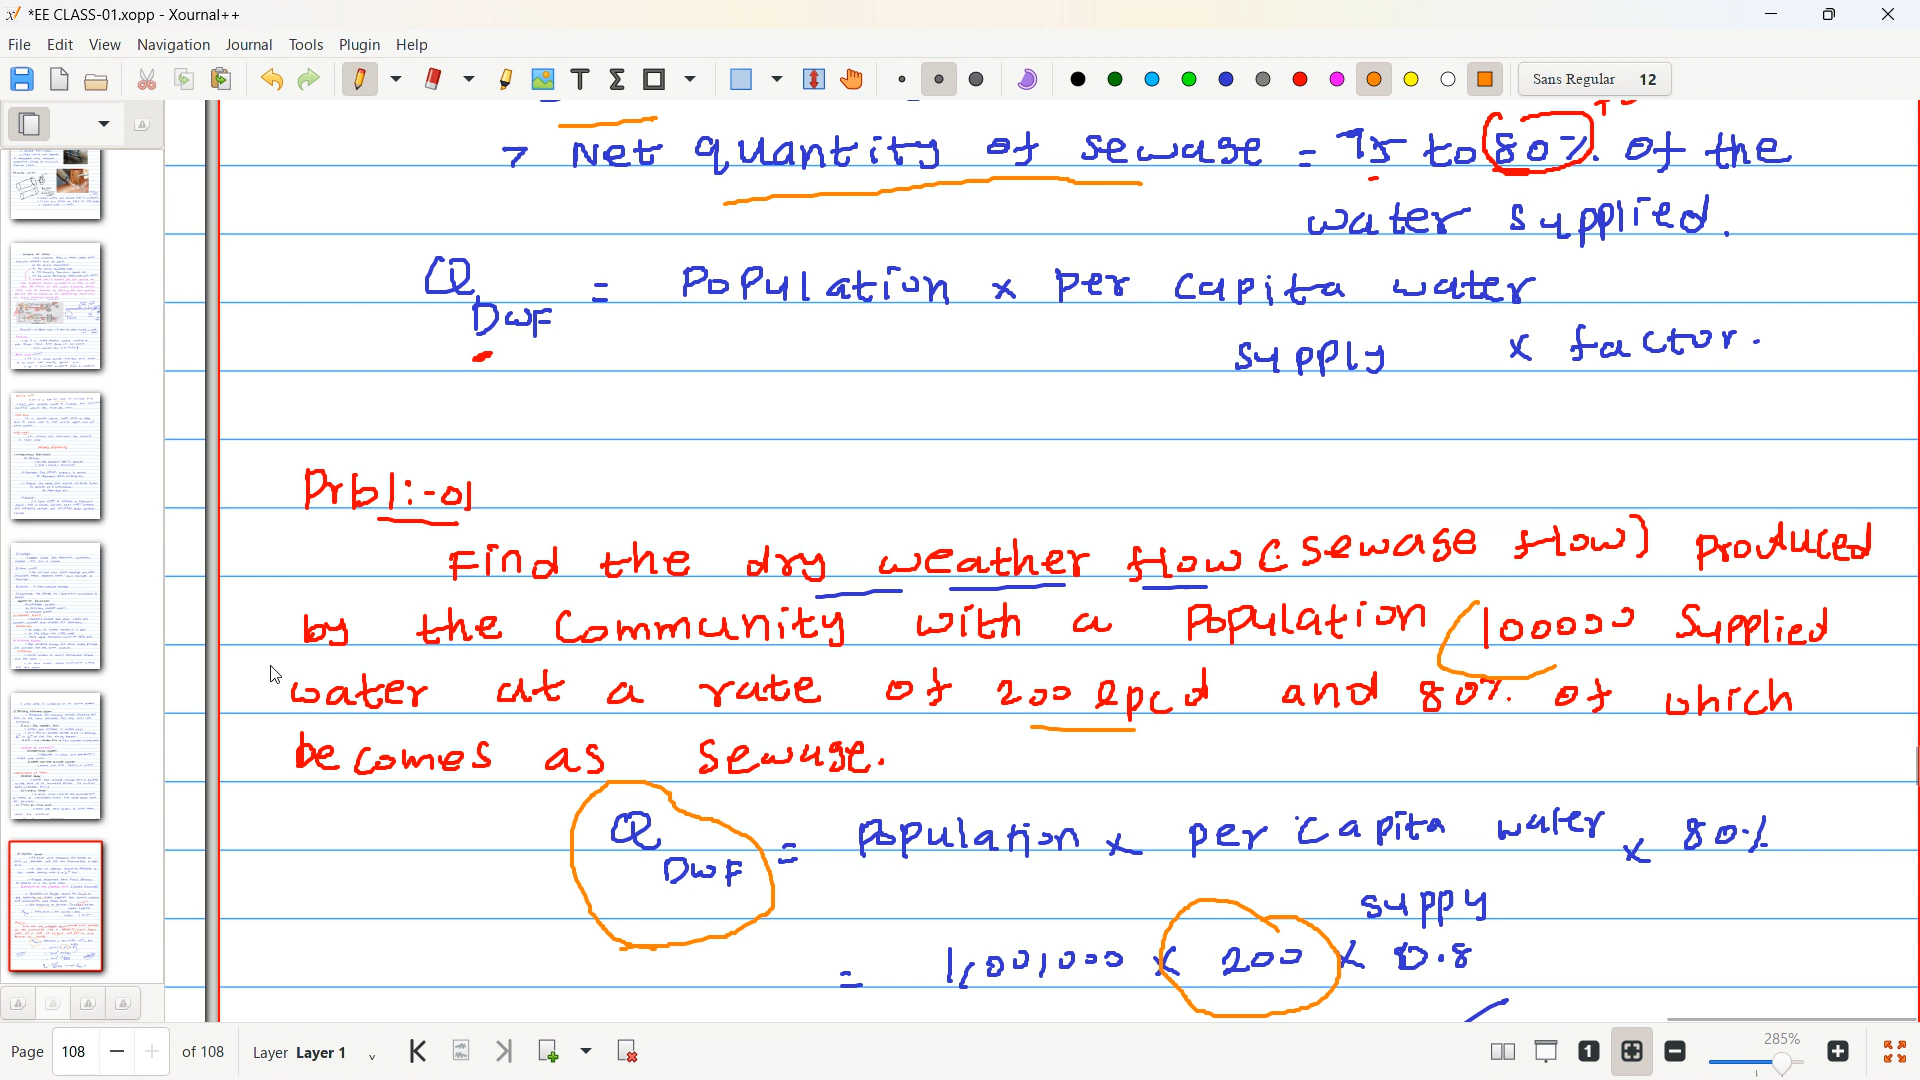 *EE CLASS-01.xopp - Xournal++
File Edit View Navigation Journal Tools Plugin Help
Sans Regular 12
> Net quantity of sewage = 75 to 80% of the
water supplied.
Q DWF = Population × per capita water
supply × factor.
Prbl:-01
Find the dry weather flow (sewage flow) produced
by the community with a population 100000 supplied
water at a rate of 200 lpcd and 80% of which
becomes as sewage.
Q DWF = Population × per capita water × 80%
suppy
= 1,00,000 × 200 × 0.8
Page 108 of 108 Layer Layer 1 1 285%